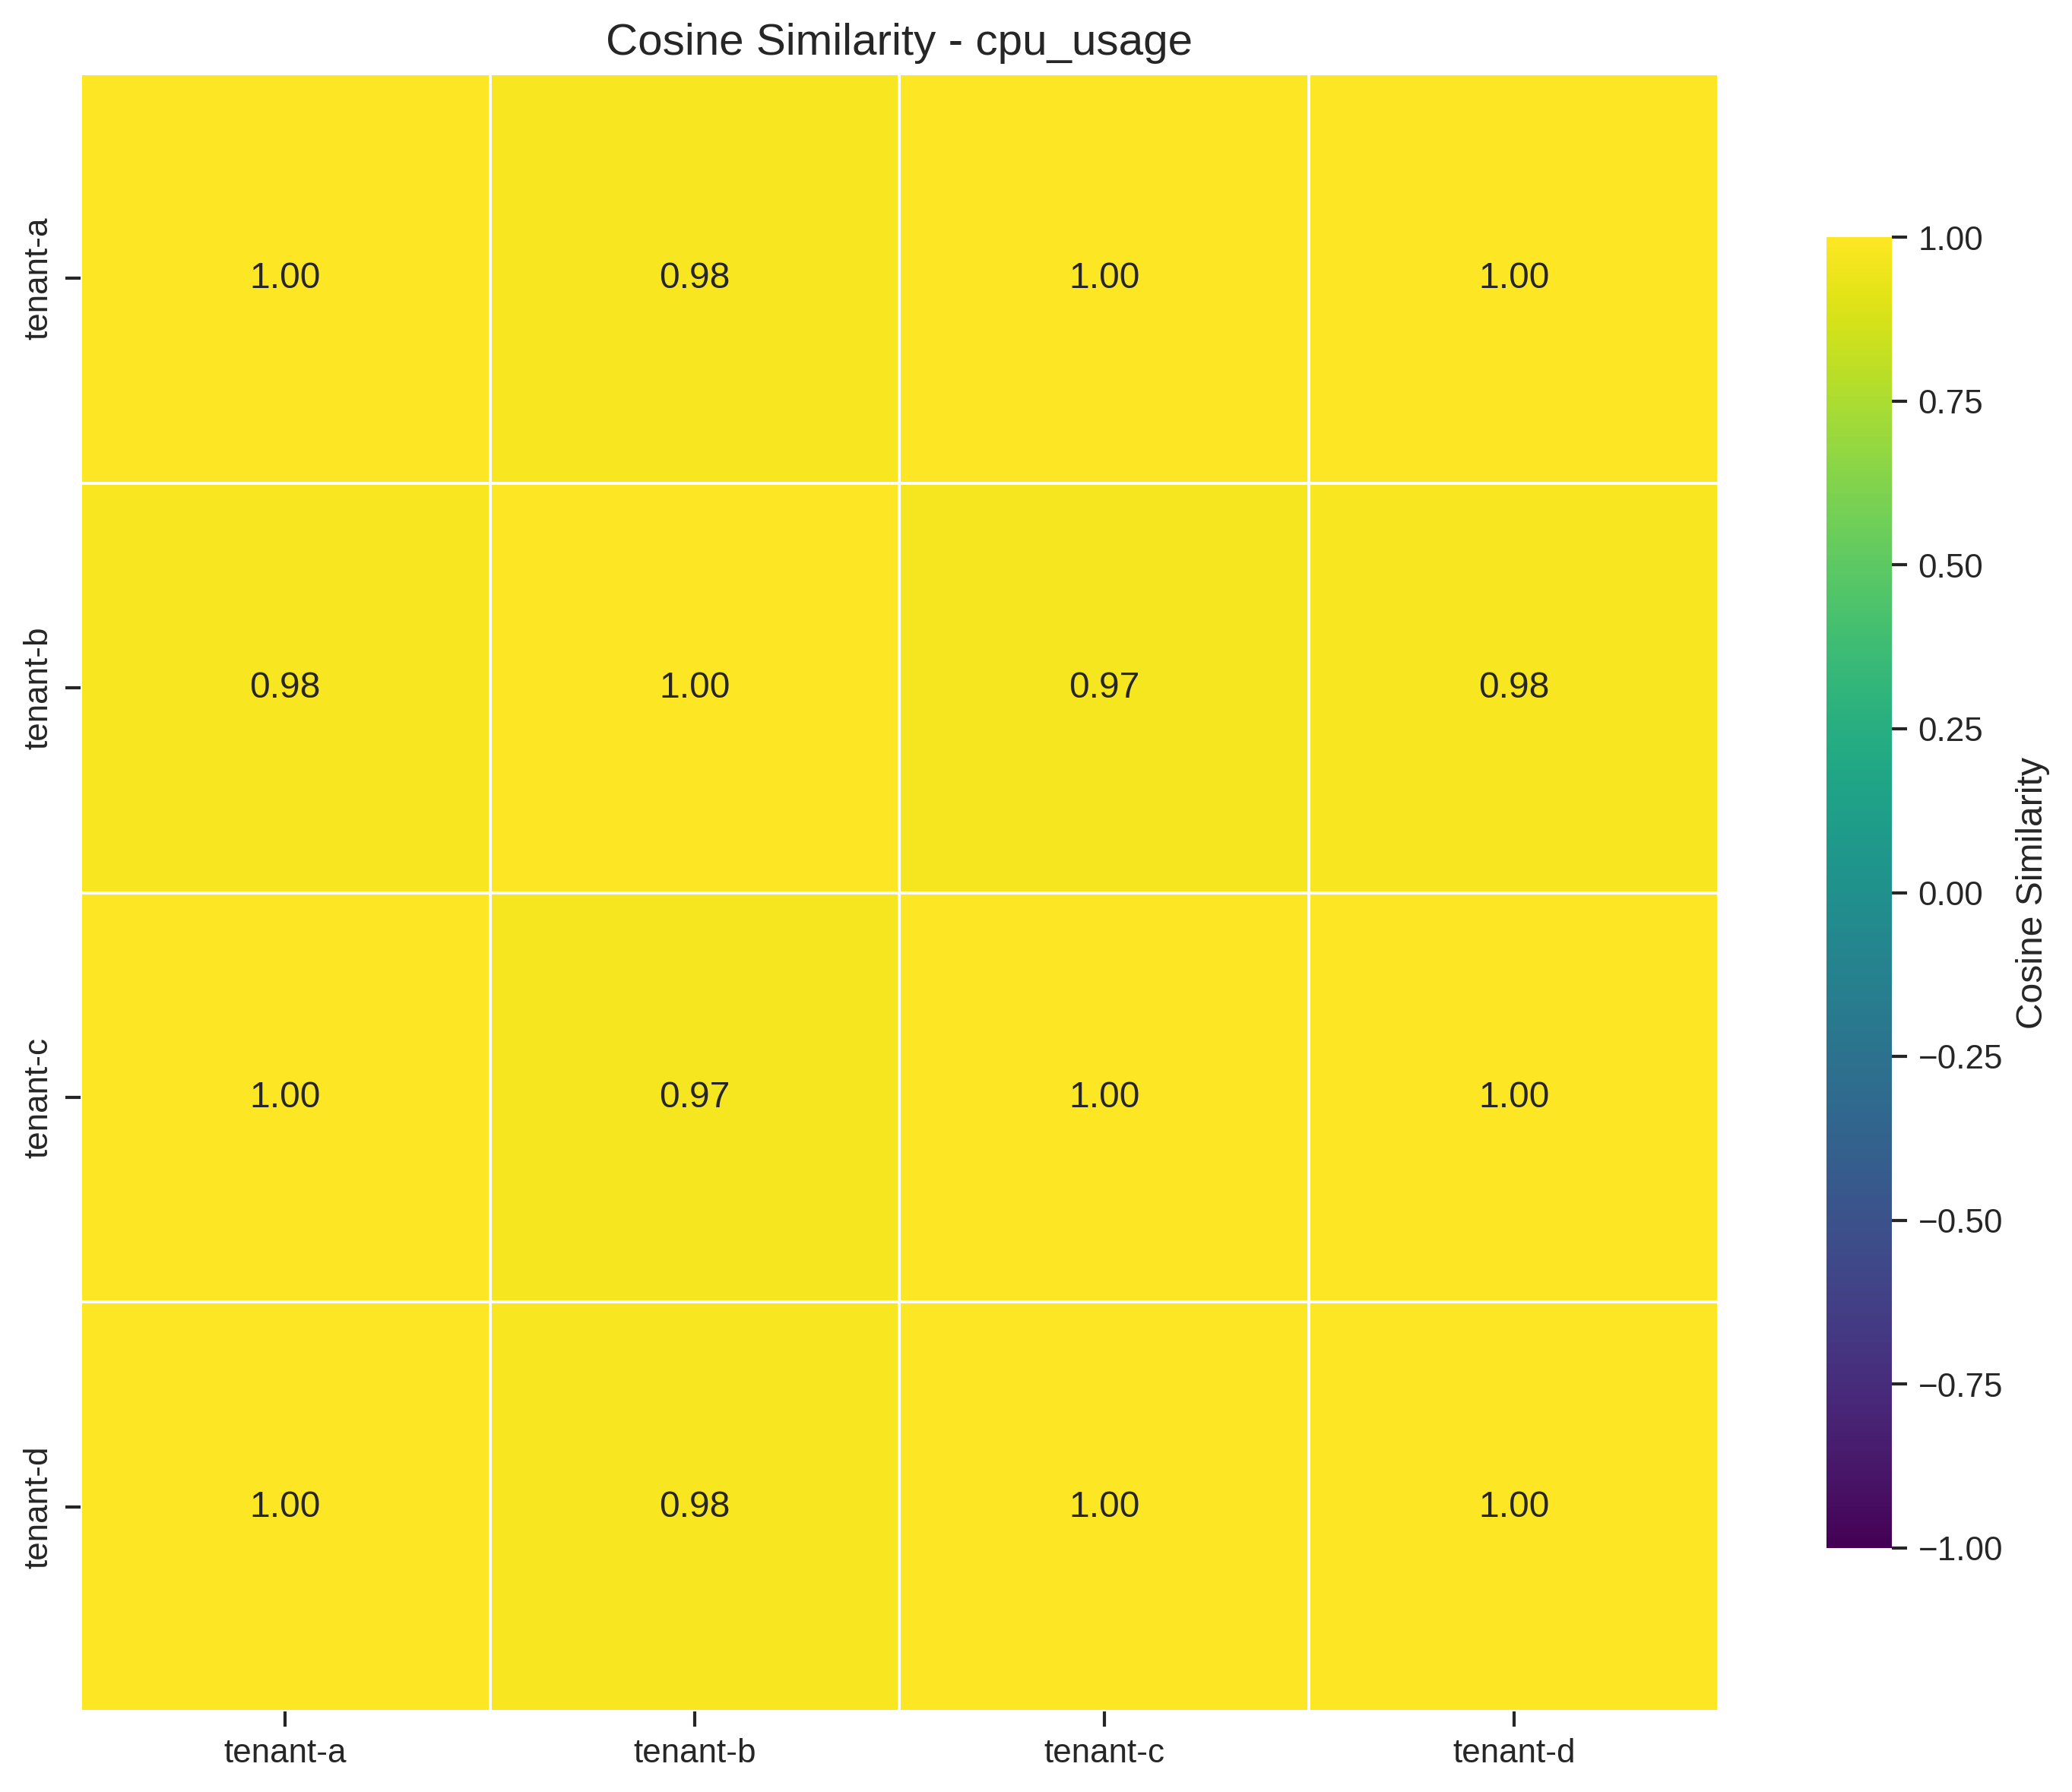 Cosine Similarity - cpu_usage
tenant-a
1.00 0.98 1.00 1.00
tenant-b
0.98 1.00 0.97 0.98
tenant-c
1.00 0.97 1.00 1.00
tenant-d
1.00 0.98 1.00 1.00
tenant-a tenant-b tenant-c tenant-d
1.00
0.75
0.50
0.25
0.00
−0.25
−0.50
−0.75
−1.00
Cosine Similarity